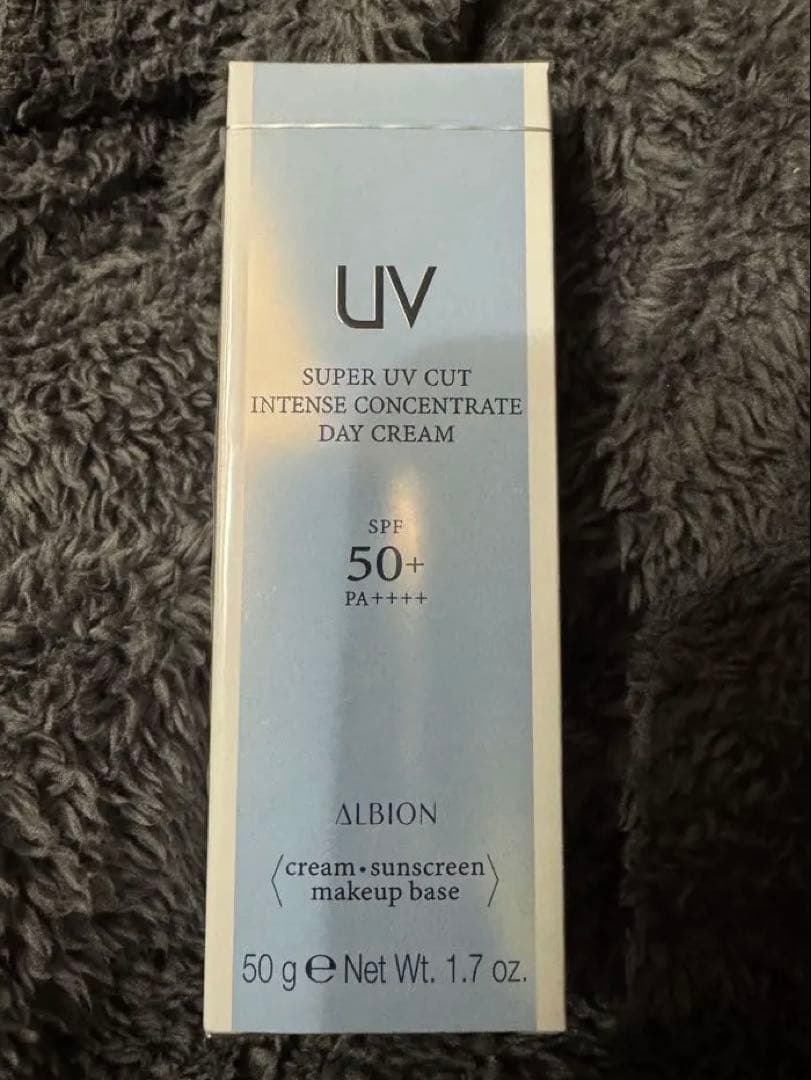 UV
SUPER UV CUT
INTENSE CONCENTRATE
DAY CREAM
SPF
50+
PA++++
ALBION
〈cream・sunscreen
makeup base〉
50 g ℮ Net Wt. 1.7 oz.